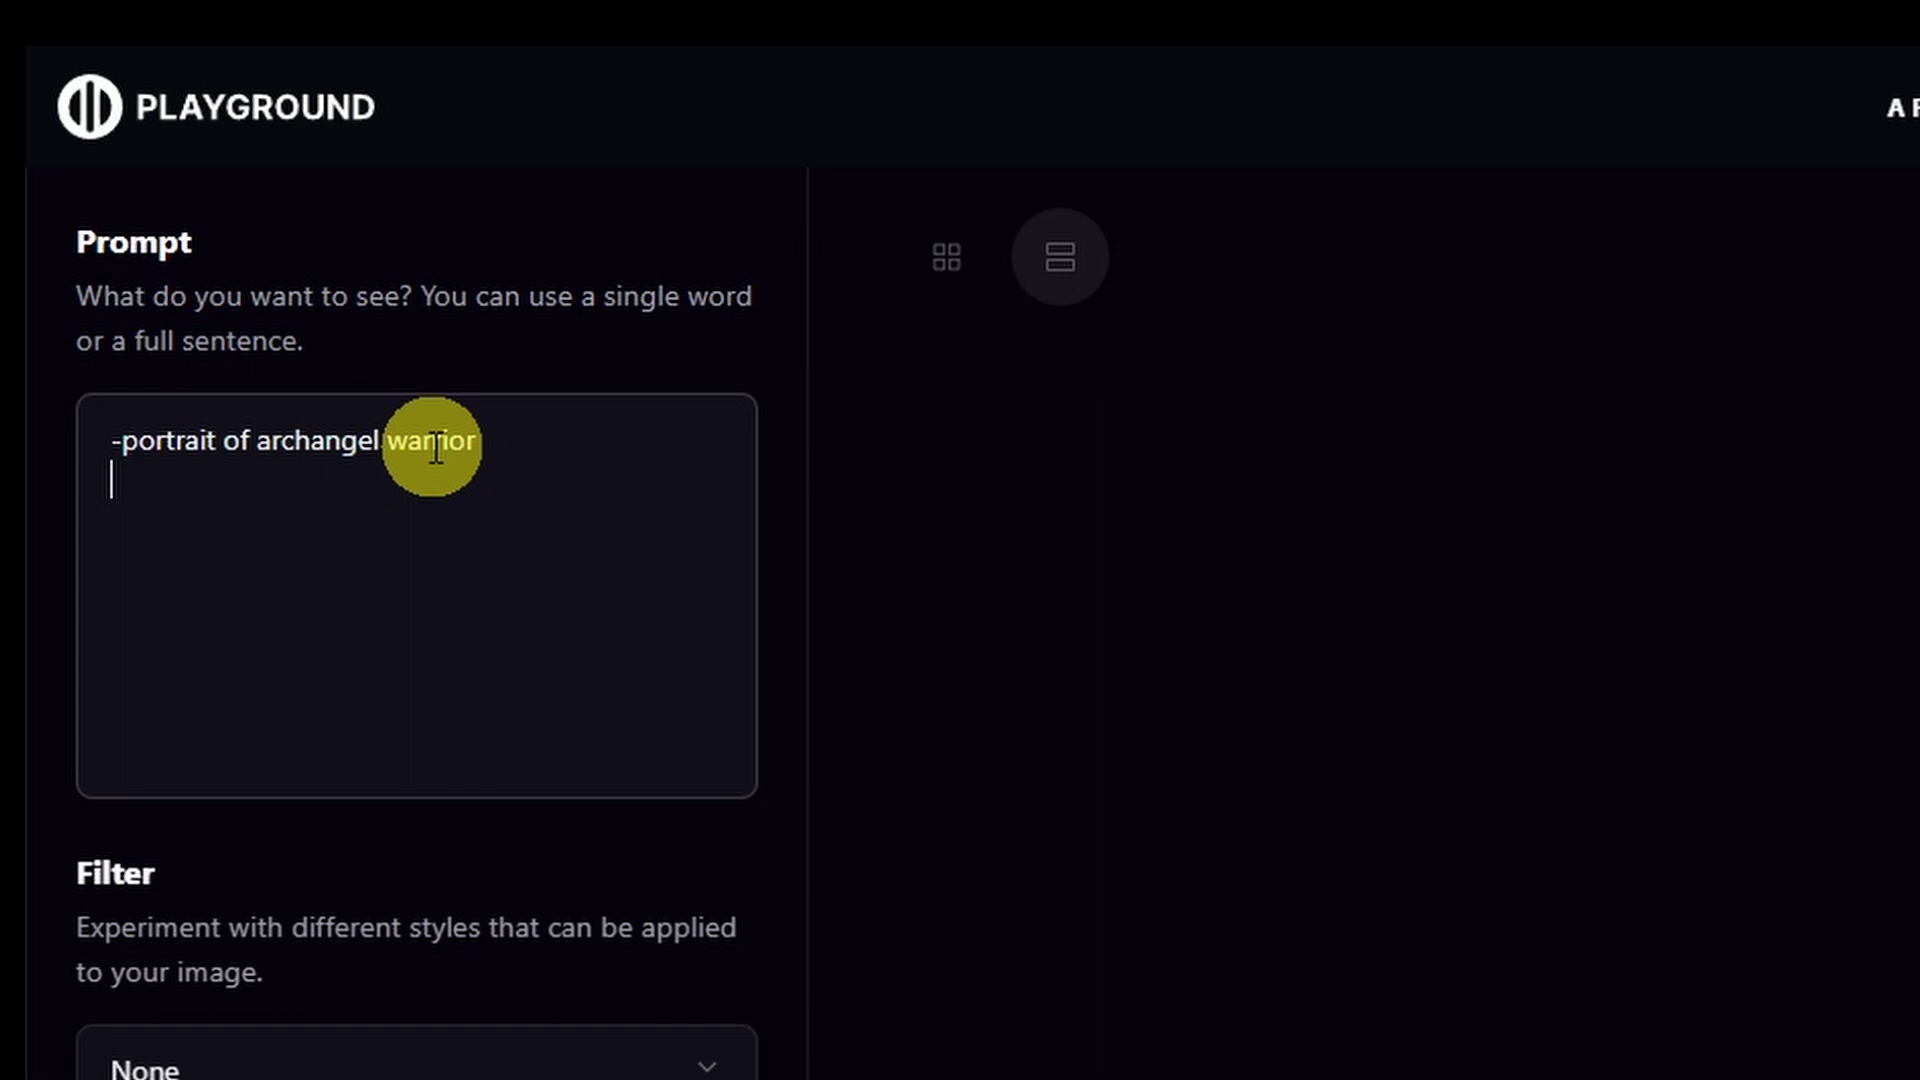 PLAYGROUND
A
Prompt
What do you want to see? You can use a single word
or a full sentence.
-portrait of archangel warrior
Filter
Experiment with different styles that can be applied
to your image.
None